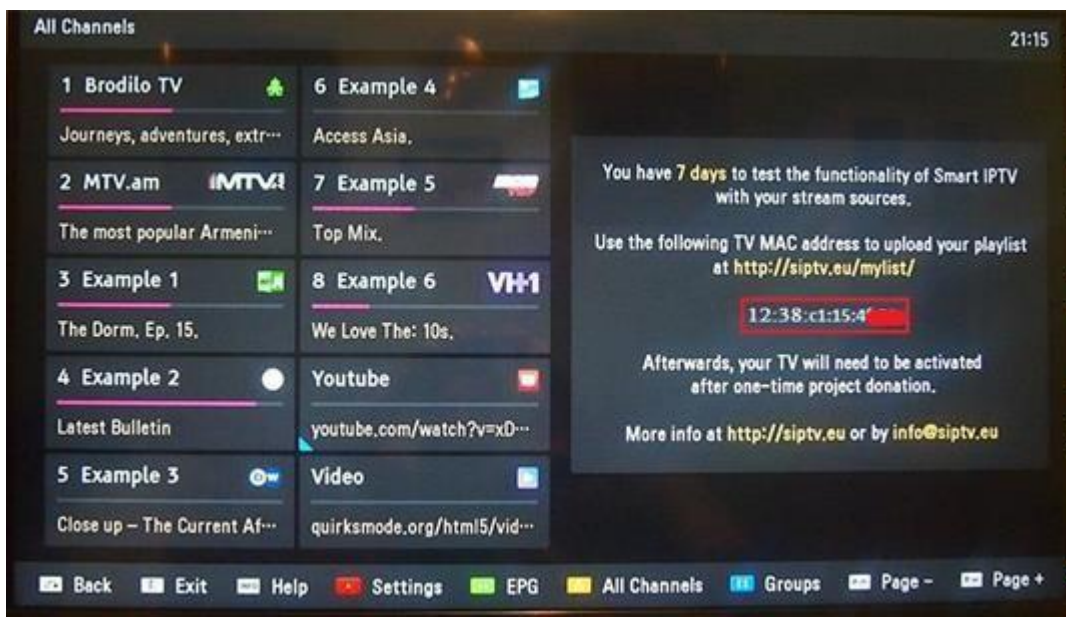 All Channels
21:15
1 Brodilo TV
Journeys, adventures, extr···
2 MTV.am
The most popular Armeni···
3 Example 1
The Dorm. Ep. 15.
4 Example 2
Latest Bulletin
5 Example 3
Close up – The Current Af···
6 Example 4
Access Asia.
7 Example 5
Top Mix.
8 Example 6 VH1
We Love The: 10s.
Youtube
youtube.com/watch?v=xD···
Video
quirksmode.org/html5/vid···
You have 7 days to test the functionality of Smart IPTV
with your stream sources.
Use the following TV MAC address to upload your playlist
at http://siptv.eu/mylist/
12:38:c1:15:4
Afterwards, your TV will need to be activated
after one-time project donation.
More info at http://siptv.eu or by info@siptv.eu
Back Exit Help Settings EPG All Channels Groups Page - Page +